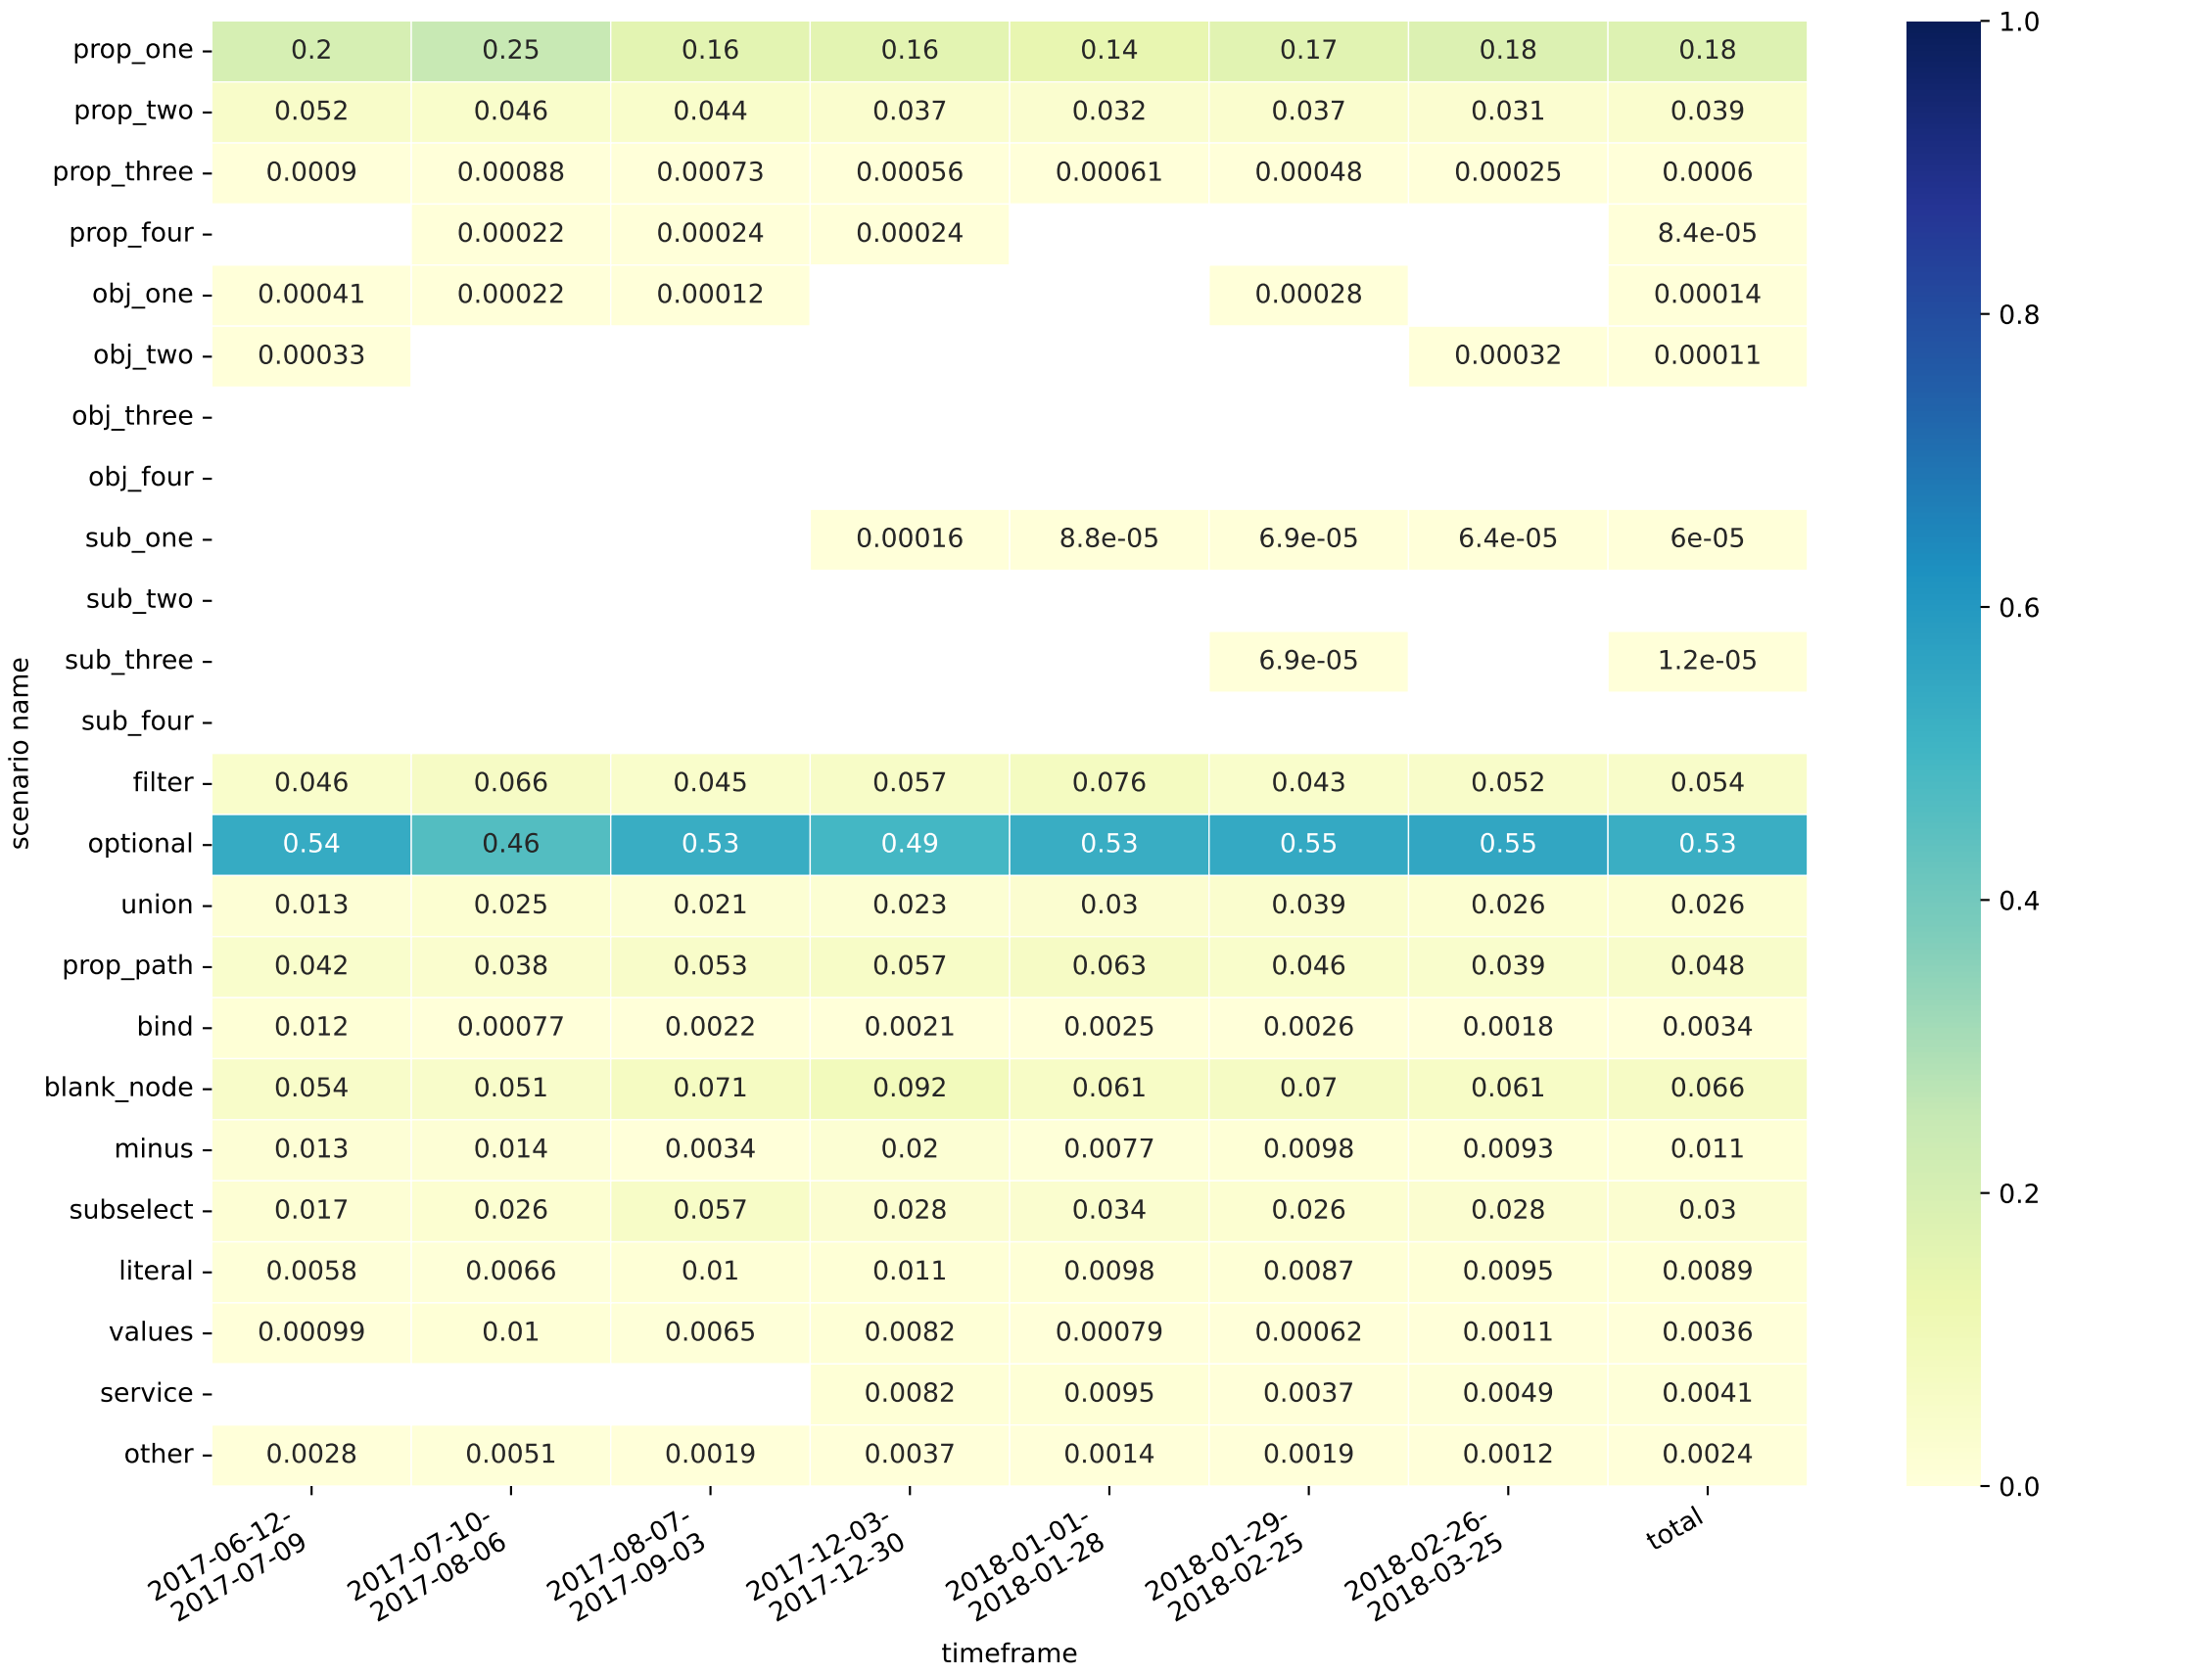 prop_one 0.2 0.25 0.16 0.16 0.14 0.17 0.18 0.18
prop_two 0.052 0.046 0.044 0.037 0.032 0.037 0.031 0.039
prop_three 0.0009 0.00088 0.00073 0.00056 0.00061 0.00048 0.00025 0.0006
prop_four 0.00022 0.00024 0.00024 8.4e-05
obj_one 0.00041 0.00022 0.00012 0.00028 0.00014
obj_two 0.00033 0.00032 0.00011
obj_three
obj_four
sub_one 0.00016 8.8e-05 6.9e-05 6.4e-05 6e-05
sub_two
sub_three 6.9e-05 1.2e-05
sub_four
filter 0.046 0.066 0.045 0.057 0.076 0.043 0.052 0.054
optional 0.54 0.46 0.53 0.49 0.53 0.55 0.55 0.53
union 0.013 0.025 0.021 0.023 0.03 0.039 0.026 0.026
prop_path 0.042 0.038 0.053 0.057 0.063 0.046 0.039 0.048
bind 0.012 0.00077 0.0022 0.0021 0.0025 0.0026 0.0018 0.0034
blank_node 0.054 0.051 0.071 0.092 0.061 0.07 0.061 0.066
minus 0.013 0.014 0.0034 0.02 0.0077 0.0098 0.0093 0.011
subselect 0.017 0.026 0.057 0.028 0.034 0.026 0.028 0.03
literal 0.0058 0.0066 0.01 0.011 0.0098 0.0087 0.0095 0.0089
values 0.00099 0.01 0.0065 0.0082 0.00079 0.00062 0.0011 0.0036
service 0.0082 0.0095 0.0037 0.0049 0.0041
other 0.0028 0.0051 0.0019 0.0037 0.0014 0.0019 0.0012 0.0024
scenario name
2017-06-12-
2017-07-09
2017-07-10-
2017-08-06
2017-08-07-
2017-09-03
2017-12-03-
2017-12-30
2018-01-01-
2018-01-28
2018-01-29-
2018-02-25
2018-02-26-
2018-03-25
total
timeframe
1.0
0.8
0.6
0.4
0.2
0.0